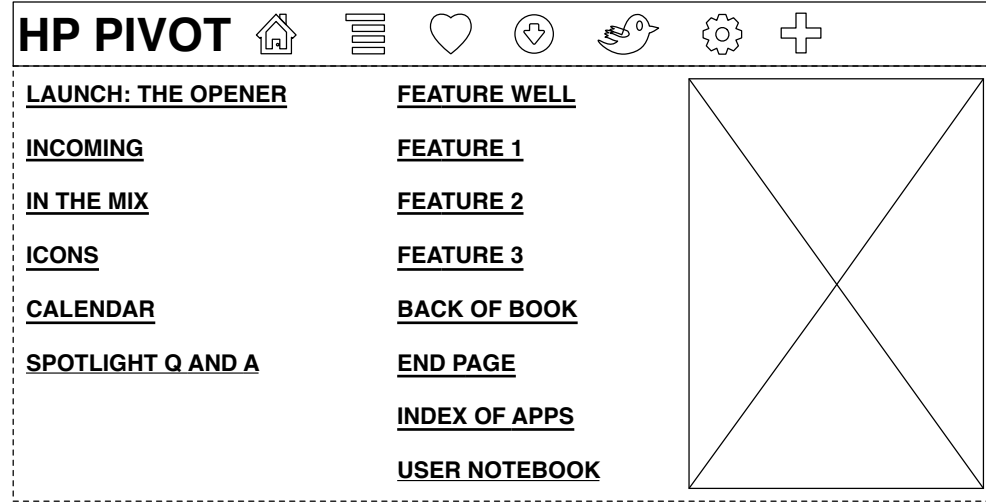 HP PIVOT
LAUNCH: THE OPENER
INCOMING
IN THE MIX
ICONS
CALENDAR
SPOTLIGHT Q AND A
FEATURE WELL
FEATURE 1
FEATURE 2
FEATURE 3
BACK OF BOOK
END PAGE
INDEX OF APPS
USER NOTEBOOK